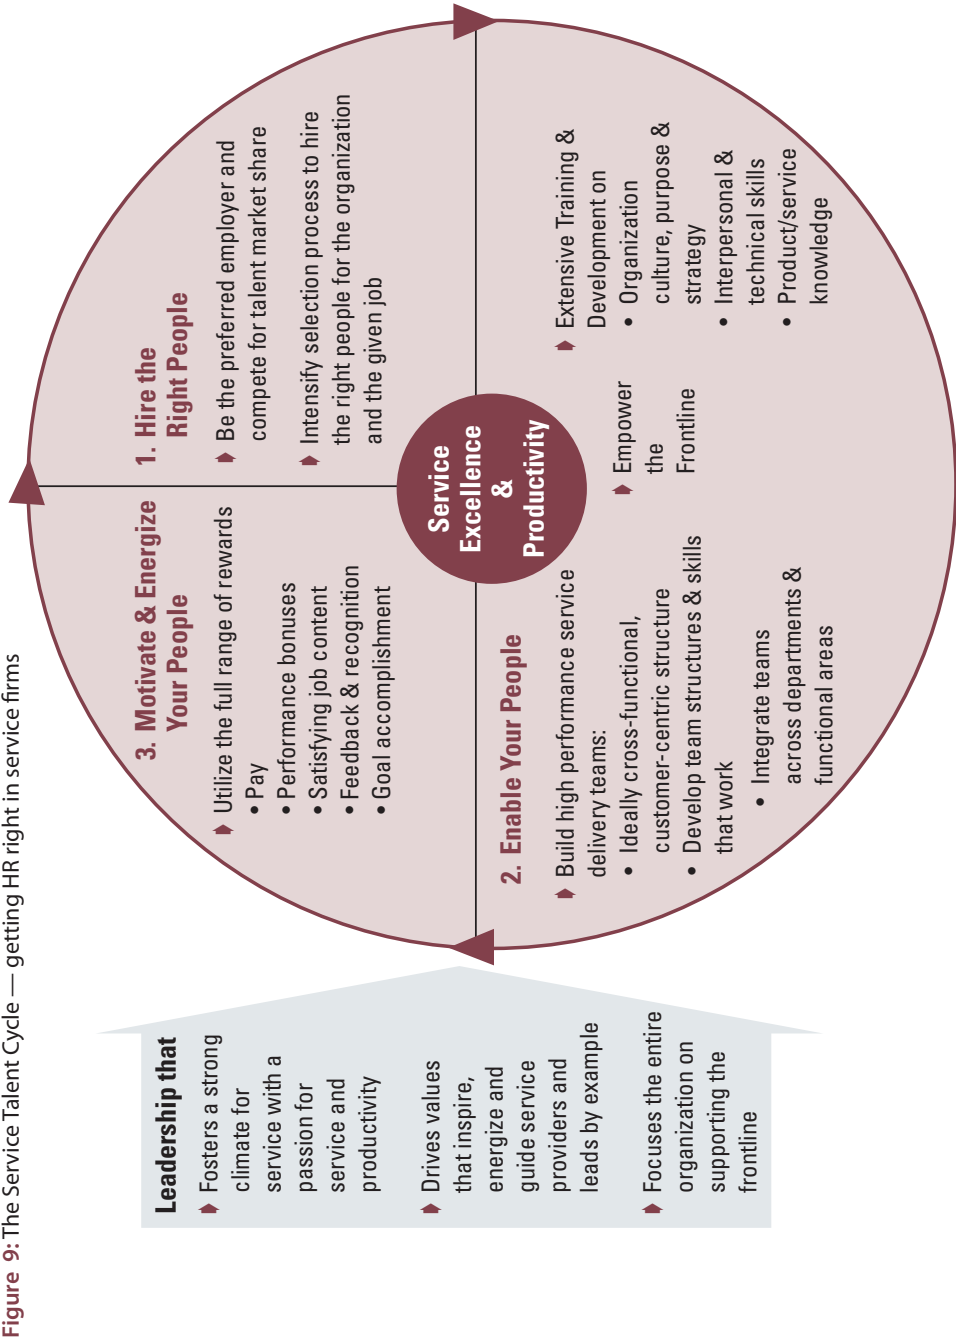 Figure 9: The Service Talent Cycle — getting HR right in service firms
Leadership that
Fosters a strong
climate for
service with a
passion for
service and
productivity
Drives values
that inspire,
energize and
guide service
providers and
leads by example
Focuses the entire
organization on
supporting the
frontline
3. Motivate & Energize
Your People
Utilize the full range of rewards
• Pay
• Performance bonuses
• Satisfying job content
• Feedback & recognition
• Goal accomplishment
1. Hire the
Right People
Be the preferred employer and
compete for talent market share
Intensify selection process to hire
the right people for the organization
and the given job
Service
Excellence
&
Productivity
2. Enable Your People
Build high performance service
delivery teams:
• Ideally cross-functional,
customer-centric structure
• Develop team structures & skills
that work
• Integrate teams
across departments &
functional areas
Empower
the
Frontline
Extensive Training &
Development on
• Organization
culture, purpose &
strategy
• Interpersonal &
technical skills
• Product/service
knowledge